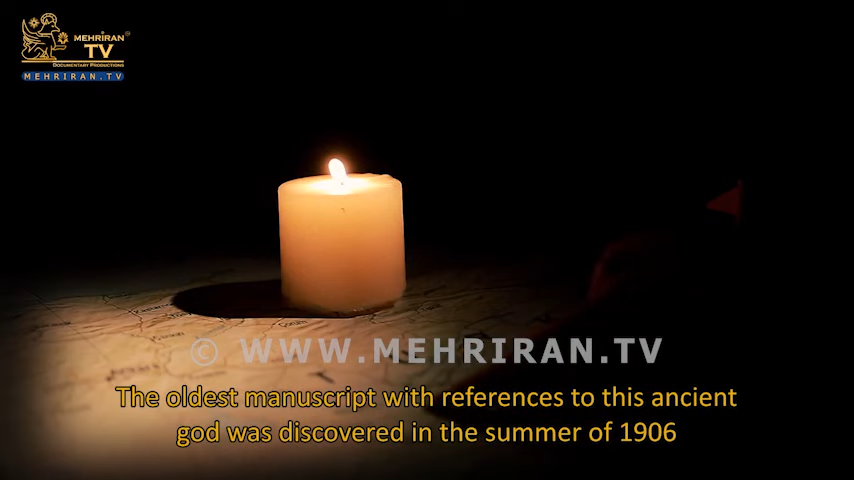 MEHRIRAN
TV
DOCUMENTARY PRODUCTIONS
MEHRIRAN.TV
© WWW.MEHRIRAN.TV
The oldest manuscript with references to this ancient
god was discovered in the summer of 1906